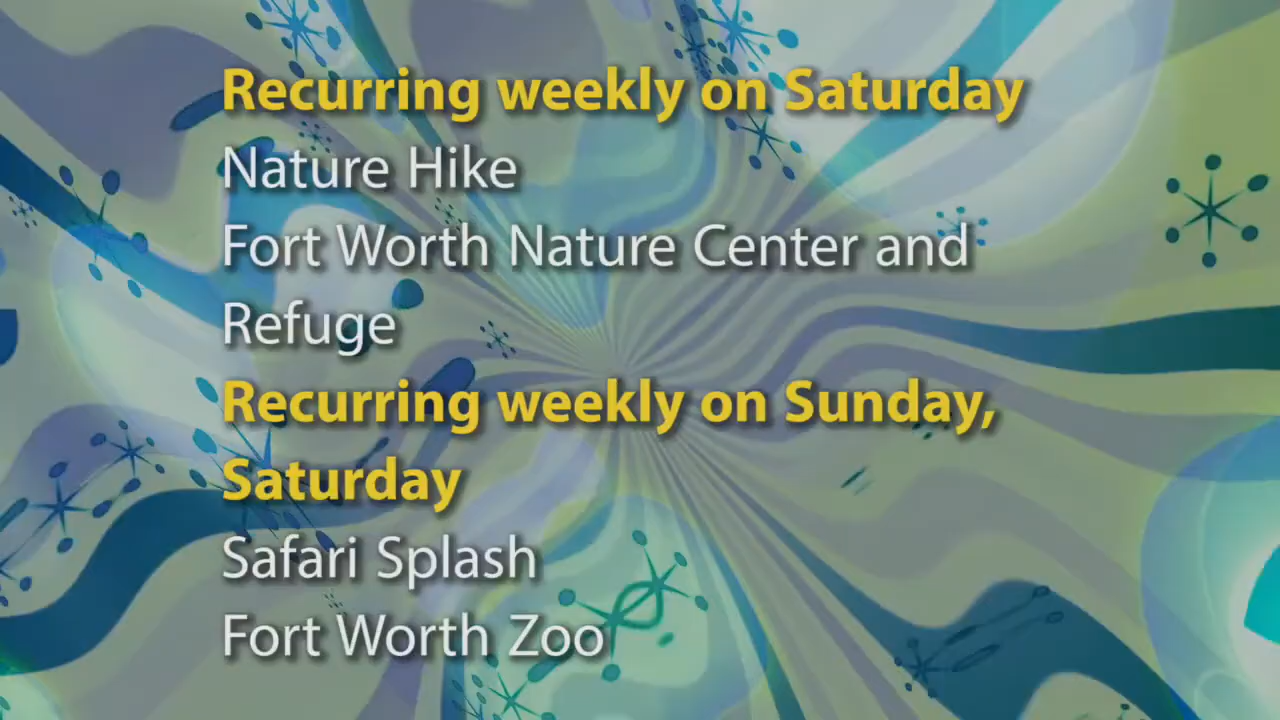 Recurring weekly on Saturday
Nature Hike
Fort Worth Nature Center and
Refuge
Recurring weekly on Sunday,
Saturday
Safari Splash
Fort Worth Zoo